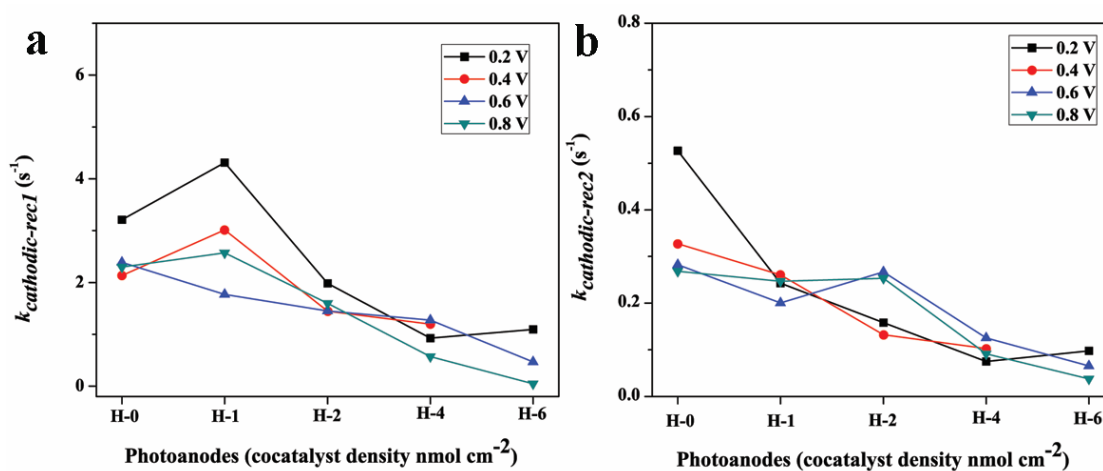 a
0.2 V
0.4 V
0.6 V
0.8 V
k_cathodic-rec1 (s⁻¹)
6
4
2
0
H-0 H-1 H-2 H-4 H-6
Photoanodes (cocatalyst density nmol cm⁻²)
b
0.2 V
0.4 V
0.6 V
0.8 V
k_cathodic-rec2 (s⁻¹)
0.8
0.6
0.4
0.2
0.0
H-0 H-1 H-2 H-4 H-6
Photoanodes (cocatalyst density nmol cm⁻²)